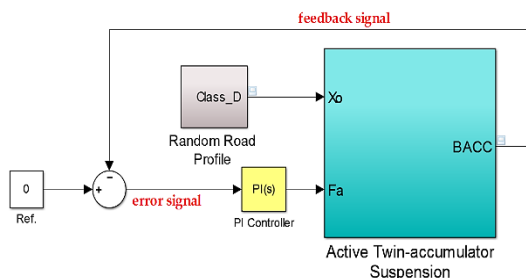 feedback signal
Class_D
Xo
Random Road
Profile
BACC
-
0
+
error signal
PI(s)
Fa
Ref.
PI Controller
Active Twin-accumulator
Suspension